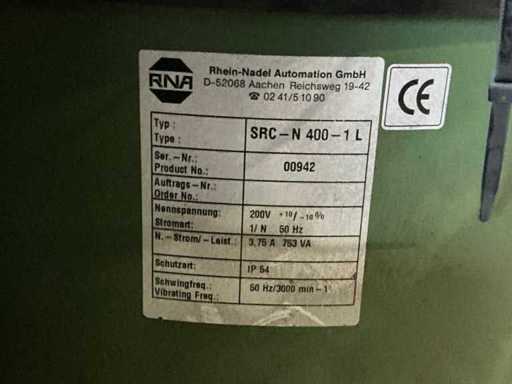 RNA
Rhein-Nadel Automation GmbH
D-52068 Aachen Reichsweg 19-42
☎ 02 41/5 10 90
CE
Typ :
Type : SRC-N 400-1 L
Ser.-Nr.:
Product No.: 00942
Auftrags-Nr.:
Order No.:
Nennspannung: 200V +10/-10%
Stromart: 1/ N 50 Hz
N.-Strom/-Leist.: 3,75 A 753 VA
Schutzart: IP 54
Schwingfreq.: 50 Hz/3000 min-1
Vibrating Freq.: